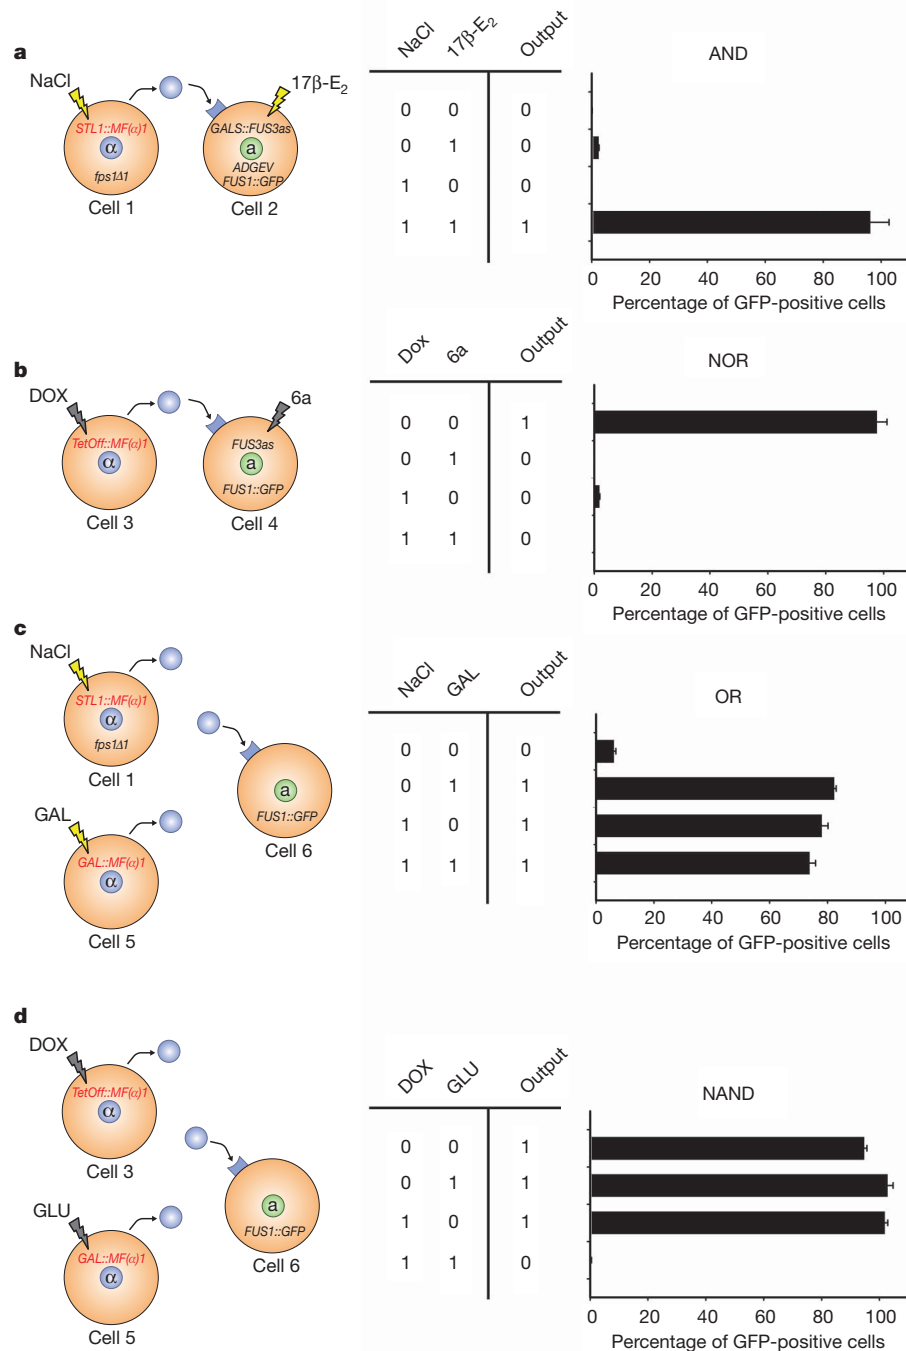 a
NaCl
STL1::MF(α)1
α
fps1Δ1
Cell 1
17β-E2
GALS::FUS3as
a
ADGEV
FUS1::GFP
Cell 2
NaCl 17β-E2 Output
0 0 0
0 1 0
1 0 0
1 1 1
AND
0 20 40 60 80 100
Percentage of GFP-positive cells
b
DOX
TetOff::MF(α)1
α
Cell 3
6a
FUS3as
a
FUS1::GFP
Cell 4
Dox 6a Output
0 0 1
0 1 0
1 0 0
1 1 0
NOR
0 20 40 60 80 100
Percentage of GFP-positive cells
c
NaCl
STL1::MF(α)1
α
fps1Δ1
Cell 1
GAL
GAL::MF(α)1
α
Cell 5
a
FUS1::GFP
Cell 6
NaCl GAL Output
0 0 0
0 1 1
1 0 1
1 1 1
OR
0 20 40 60 80 100
Percentage of GFP-positive cells
d
DOX
TetOff::MF(α)1
α
Cell 3
GLU
GAL::MF(α)1
α
Cell 5
a
FUS1::GFP
Cell 6
DOX GLU Output
0 0 1
0 1 1
1 0 1
1 1 0
NAND
0 20 40 60 80 100
Percentage of GFP-positive cells